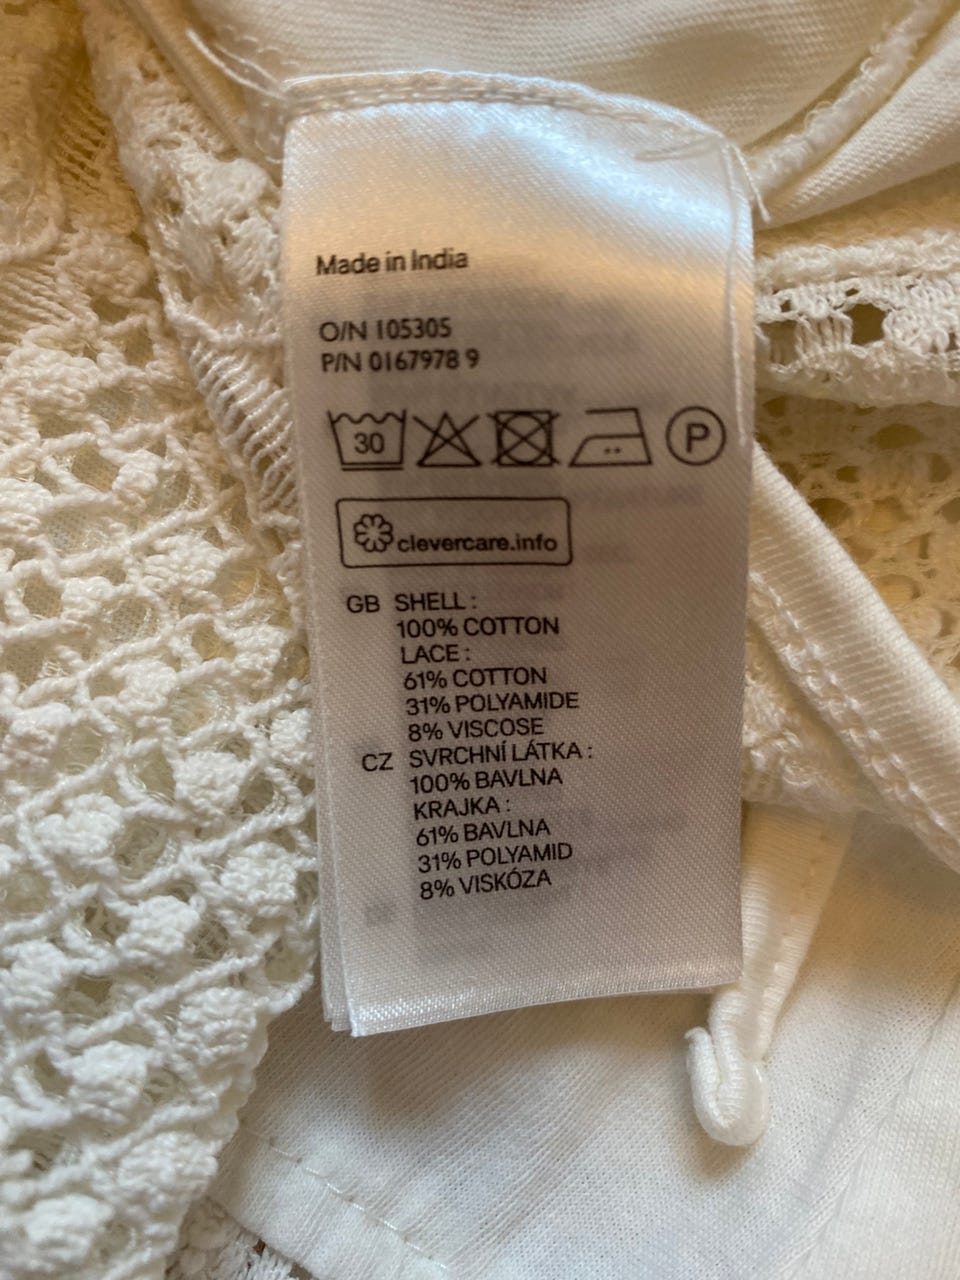 Made in India
O/N 105305
P/N 0167978 9
30 P
clevercare.info
GB SHELL :
100% COTTON
LACE :
61% COTTON
31% POLYAMIDE
8% VISCOSE
CZ SVRCHNÍ LÁTKA :
100% BAVLNA
KRAJKA :
61% BAVLNA
31% POLYAMID
8% VISKÓZA